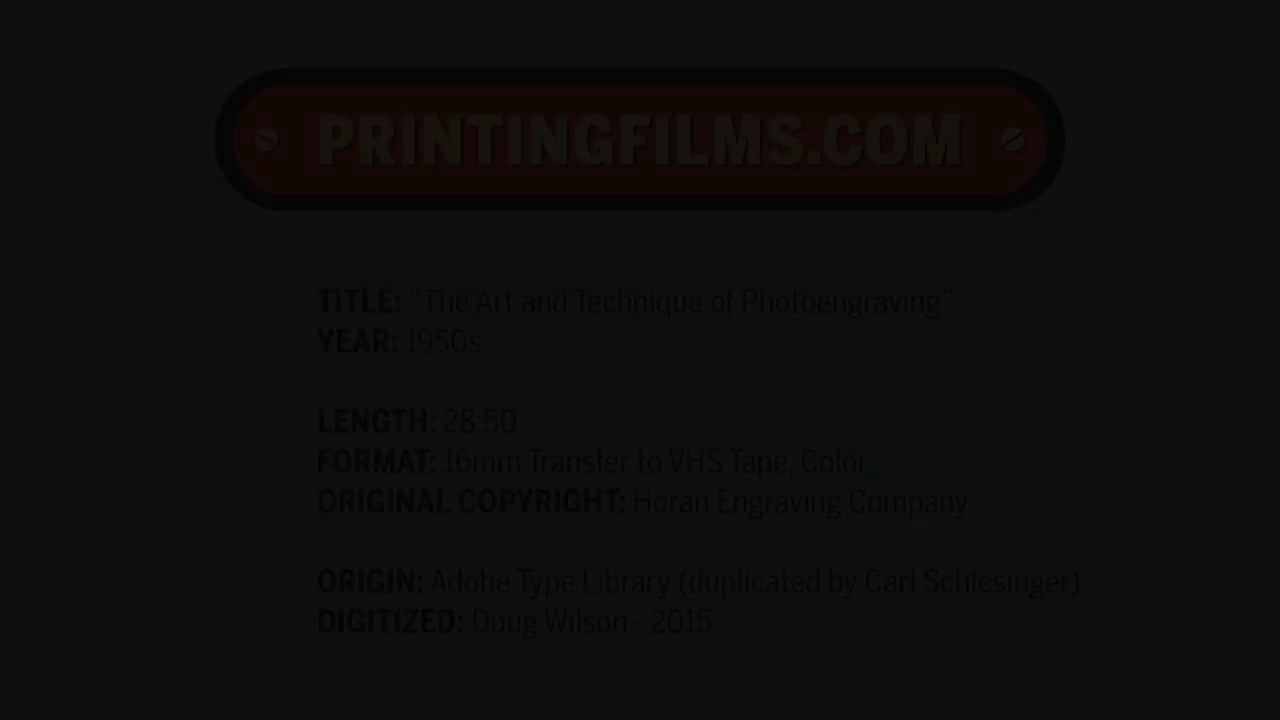 PRINTINGFILMS.COM
TITLE: "The Art and Technique of Photoengraving"
YEAR: 1950s
LENGTH: 28:50
FORMAT: 16mm Transfer to VHS Tape, Color
ORIGINAL COPYRIGHT: Horan Engraving Company
ORIGIN: Adobe Type Library (duplicated by Carl Schlesinger)
DIGITIZED: Doug Wilson - 2015